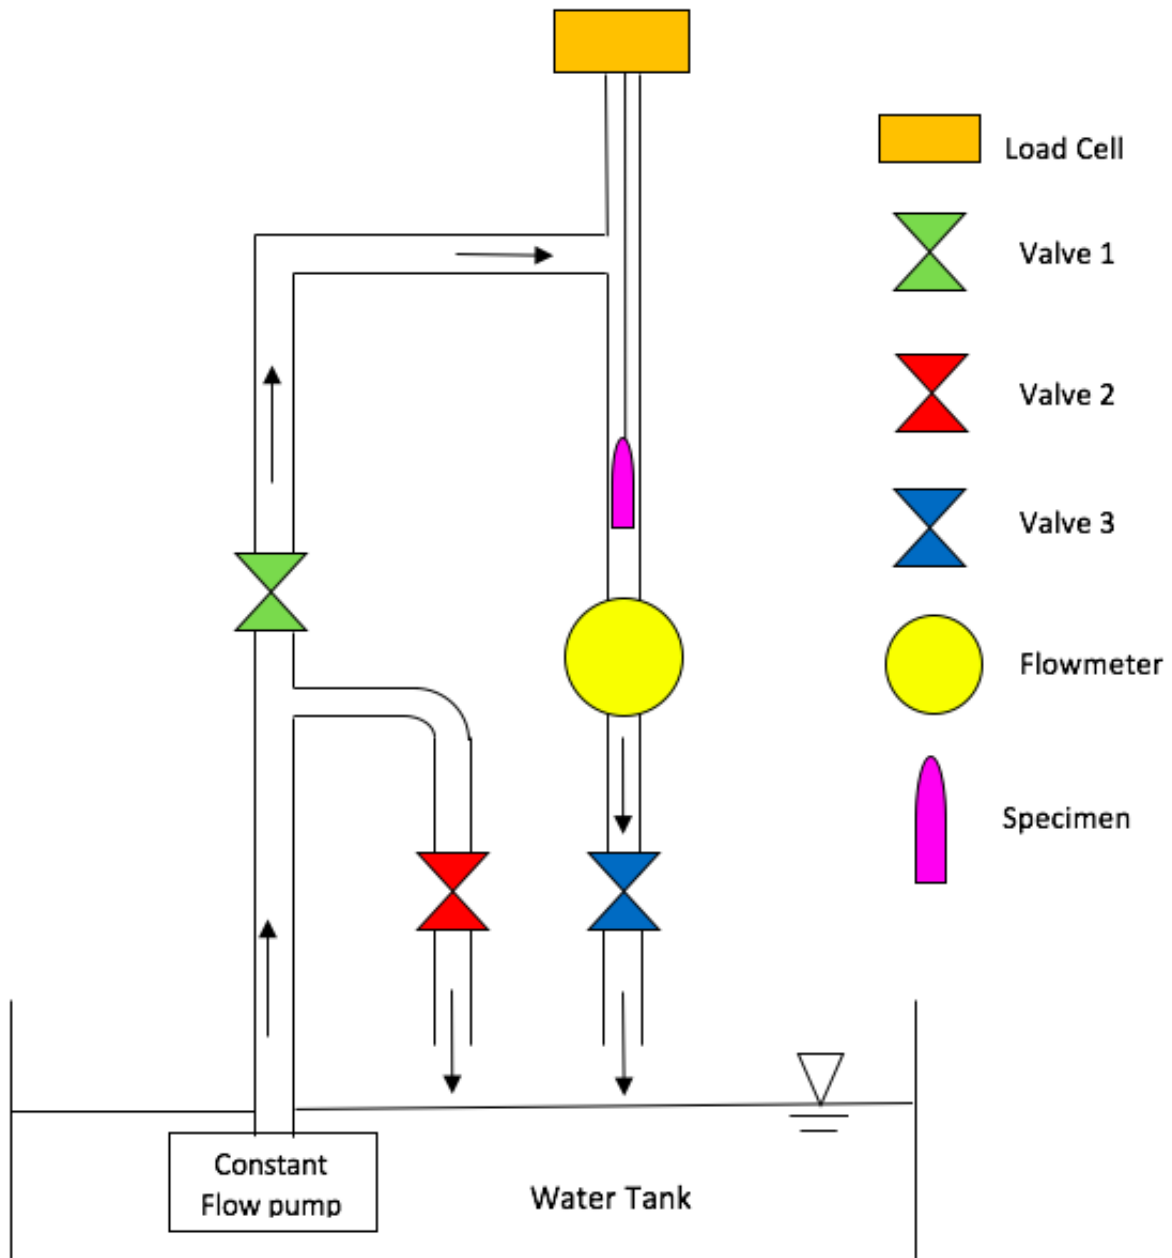 Load Cell
Valve 1
Valve 2
Valve 3
Flowmeter
Specimen
Constant
Flow pump
Water Tank